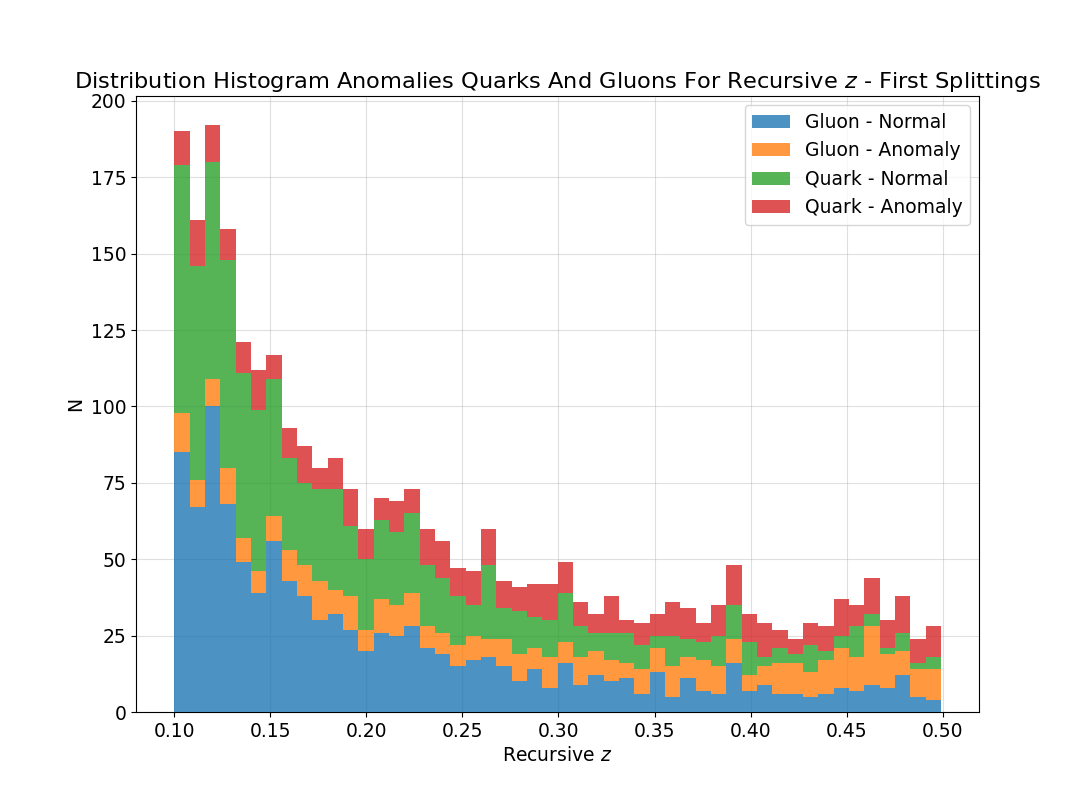 Distribution Histogram Anomalies Quarks And Gluons For Recursive z - First Splittings
200
175
150
125
100
75
50
25
0
N
Gluon - Normal
Gluon - Anomaly
Quark - Normal
Quark - Anomaly
0.10 0.15 0.20 0.25 0.30 0.35 0.40 0.45 0.50
Recursive z